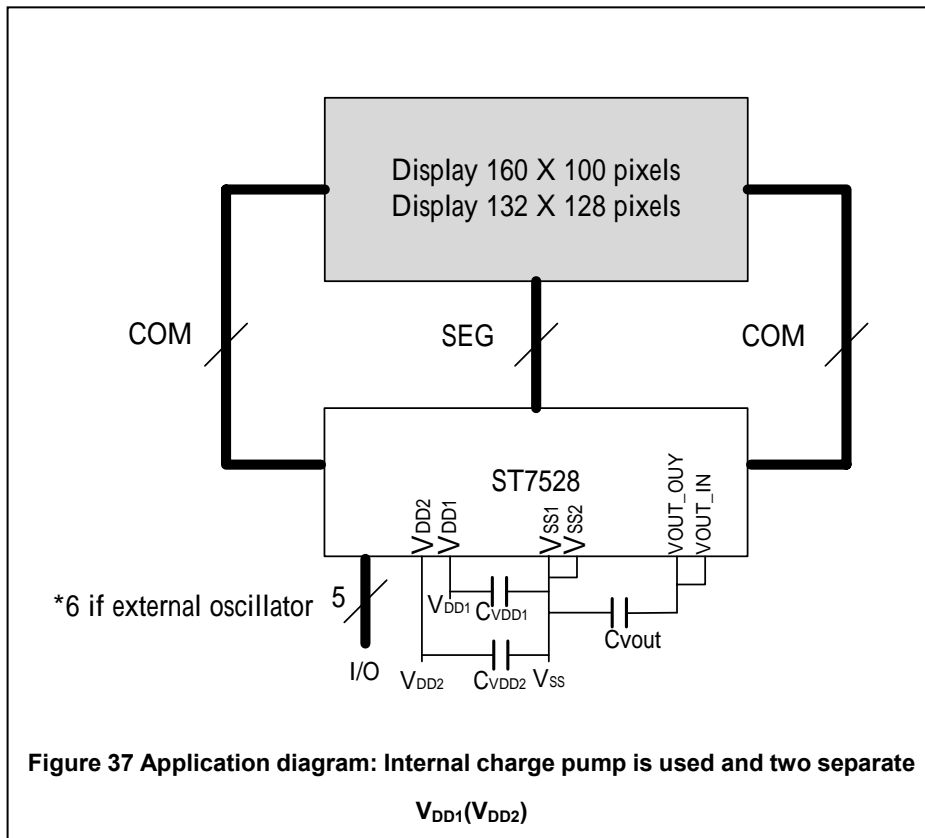 Display 160 X 100 pixels
Display 132 X 128 pixels
COM
SEG
COM
ST7528
VDD2
VDD1
VSS1
VSS2
VOUT_OUY
VOUT_IN
*6 if external oscillator
5
I/O
VDD1
CVDD1
Cvout
VDD2
CVDD2
VSS
Figure 37 Application diagram: Internal charge pump is used and two separate
VDD1(VDD2)